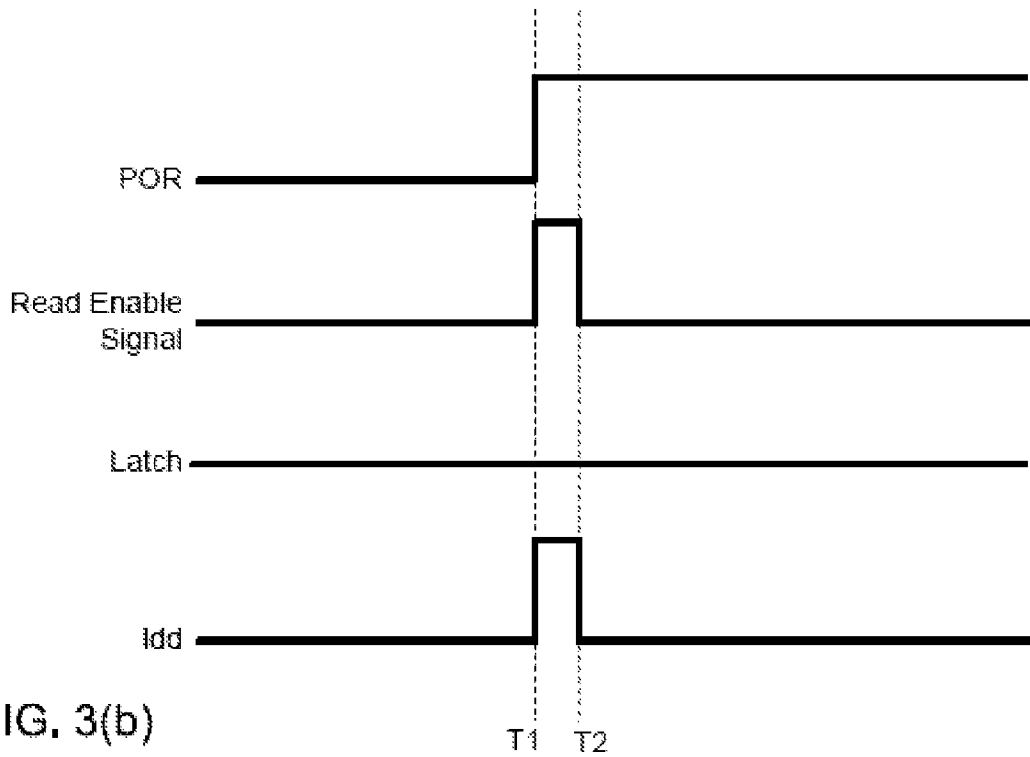 POR
Read Enable
Signal
Latch
Idd
IG. 3(b)
T1 T2